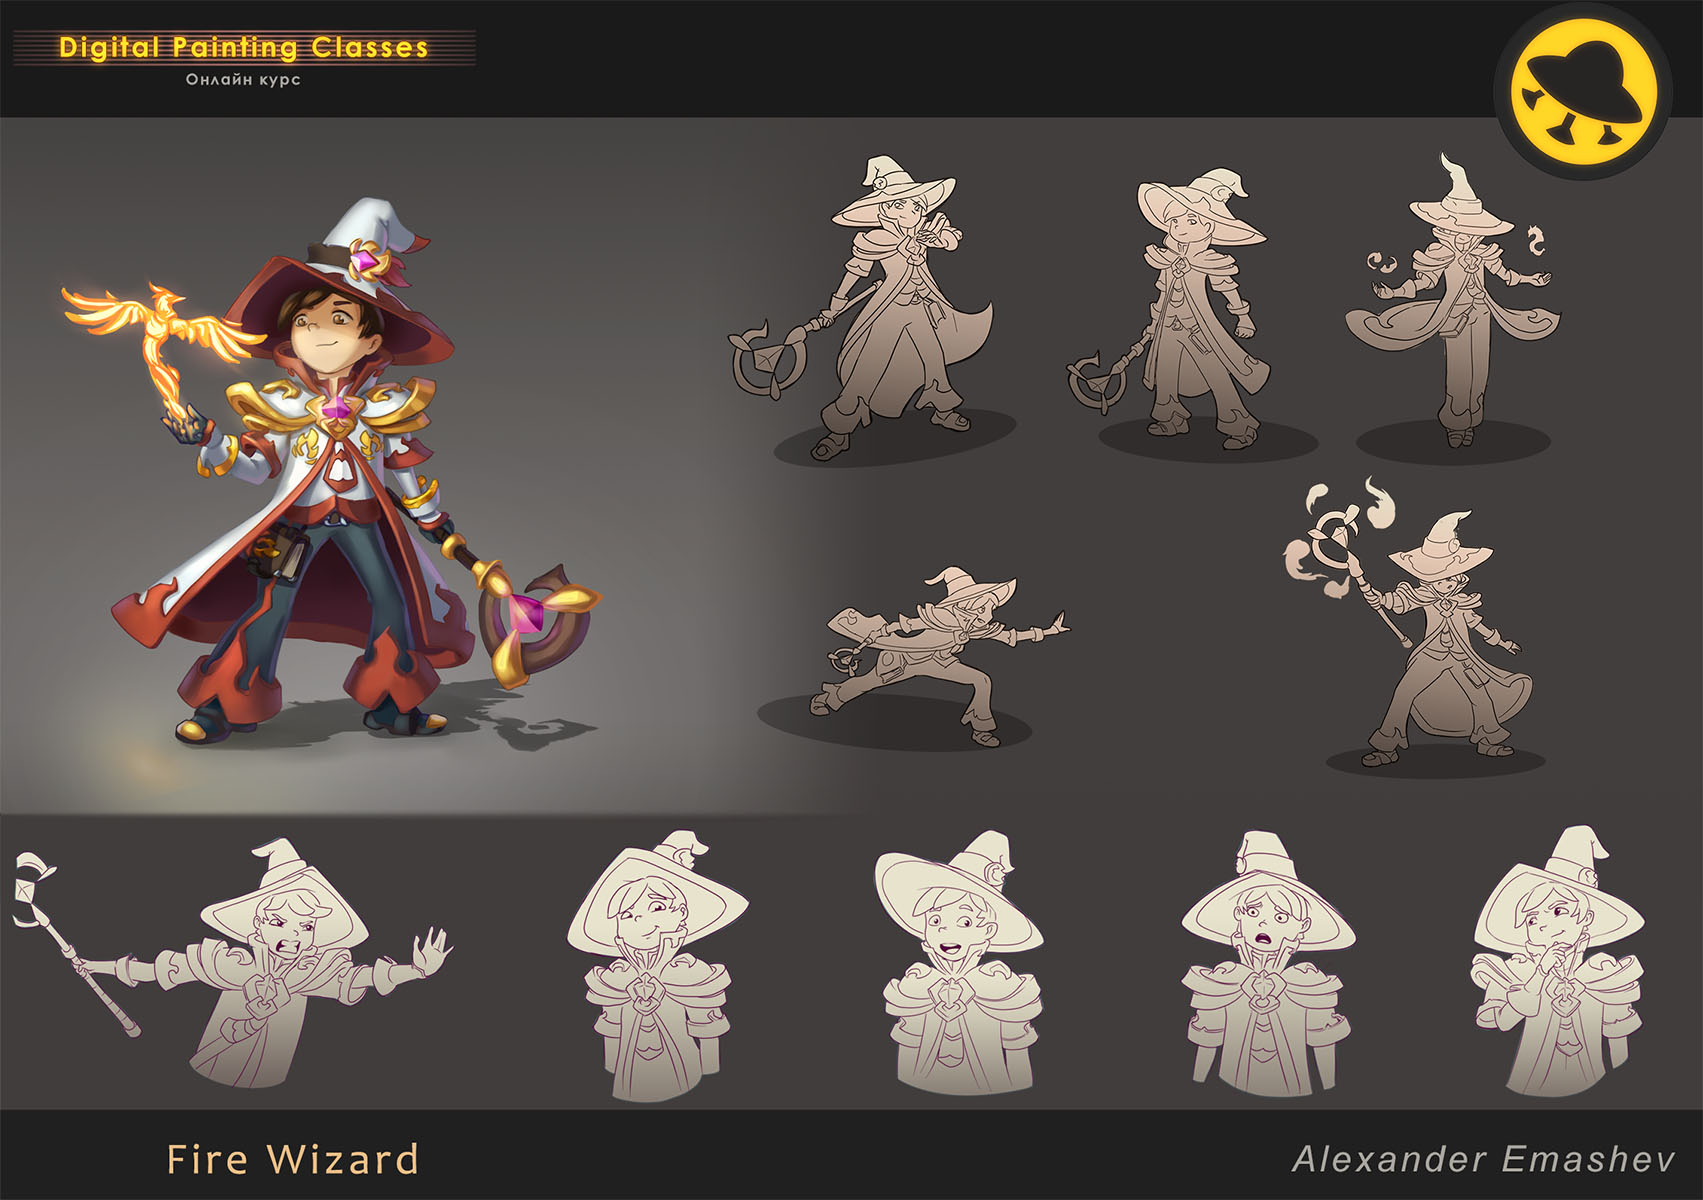 Digital Painting Classes
Онлайн курс
Fire Wizard
Alexander Emashev